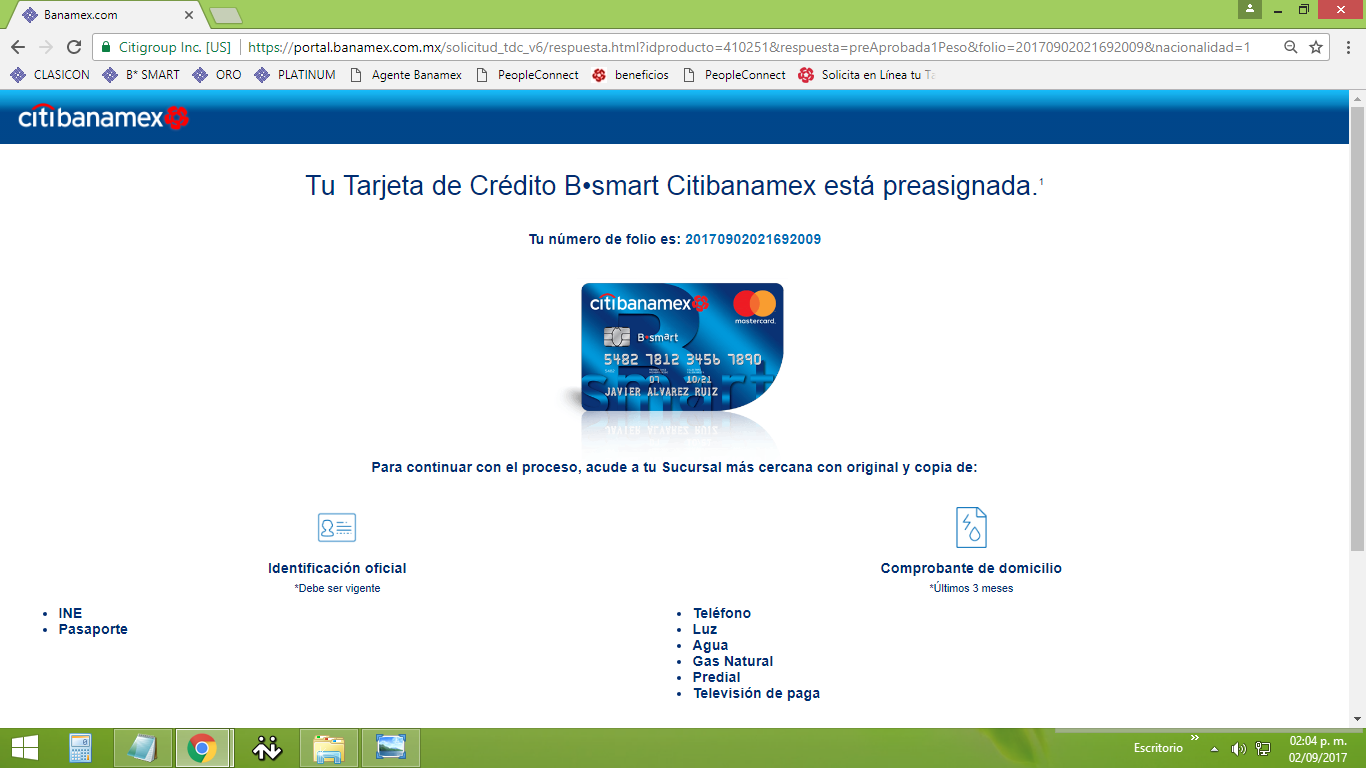 Banamex.com
Citigroup Inc. [US]
https://portal.banamex.com.mx/solicitud_tdc_v6/respuesta.html?idproducto=410251&respuesta=preAprobada1Peso&folio=20170902021692009&nacionalidad=1
CLASICON
B* SMART
ORO
PLATINUM
Agente Banamex
PeopleConnect
beneficios
PeopleConnect
Solicita en Línea tu Ta
citibanamex
Tu Tarjeta de Crédito B•smart Citibanamex está preasignada.1
Tu número de folio es: 20170902021692009
citibanamex
mastercard.
B•smart
5482 7812 3456 7890
07 10/21
JAVIER ALVAREZ RUIZ
smart
Para continuar con el proceso, acude a tu Sucursal más cercana con original y copia de:
Identificación oficial
*Debe ser vigente
• INE
• Pasaporte
Comprobante de domicilio
*Últimos 3 meses
• Teléfono
• Luz
• Agua
• Gas Natural
• Predial
• Televisión de paga
Escritorio
02:04 p. m.
02/09/2017